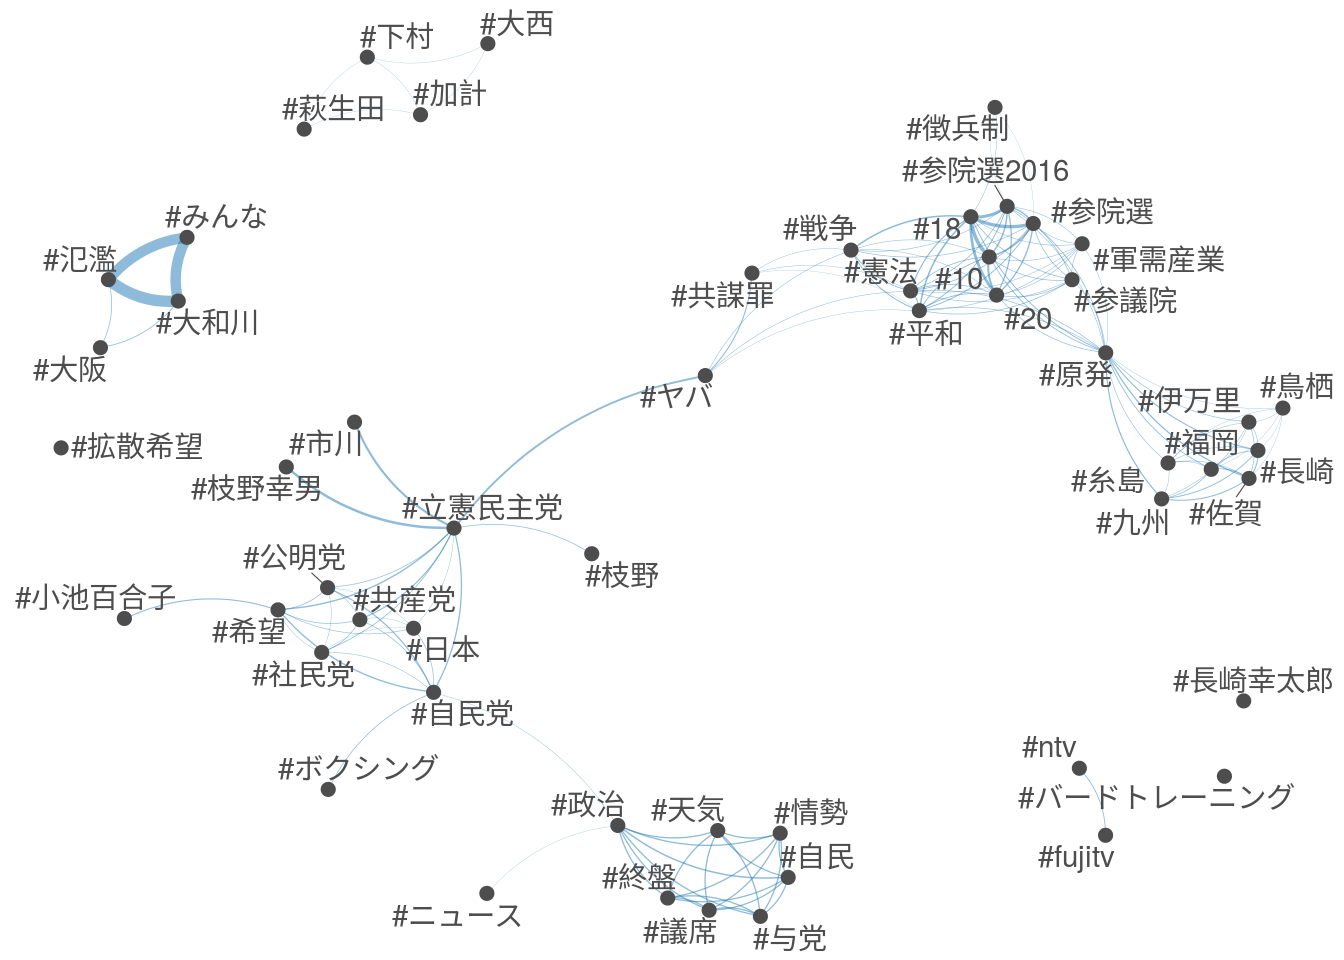 #大西
#下村
#加計
#萩生田
#徴兵制
#参院選2016
#みんな
#参院選
#戦争
#18
#氾濫
#軍需産業
#憲法
#10
#共謀罪
#参議院
#大和川
#20
#平和
#大阪
#原発
#鳥栖
#ヤバ
#伊万里
#市川
#福岡
#拡散希望
#長崎
#糸島
#枝野幸男
#立憲民主党
#佐賀
#九州
#公明党
#枝野
#小池百合子
#共産党
#希望
#日本
#社民党
#長崎幸太郎
#自民党
#ntv
#ボクシング
#バードトレーニング
#政治
#天気
#情勢
#自民
#fujitv
#終盤
#ニュース
#議席
#与党